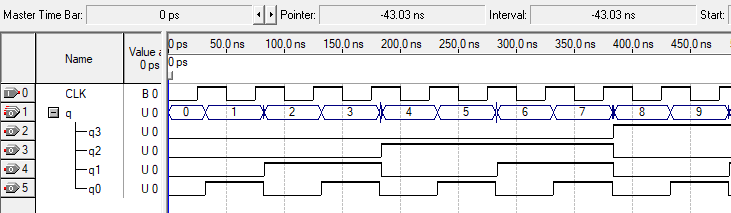 Master Time Bar: 0 ps Pointer: -43.03 ns Interval: -43.03 ns Start:
Name Value a 0 ps
0 ps 50.0 ns 100.0 ns 150.0 ns 200.0 ns 250.0 ns 300.0 ns 350.0 ns 400.0 ns 450.0 ns
0 ps
0 CLK B 0
1 q U 0 0 1 2 3 4 5 6 7 8 9
2 q3 U 0
3 q2 U 0
4 q1 U 0
5 q0 U 0